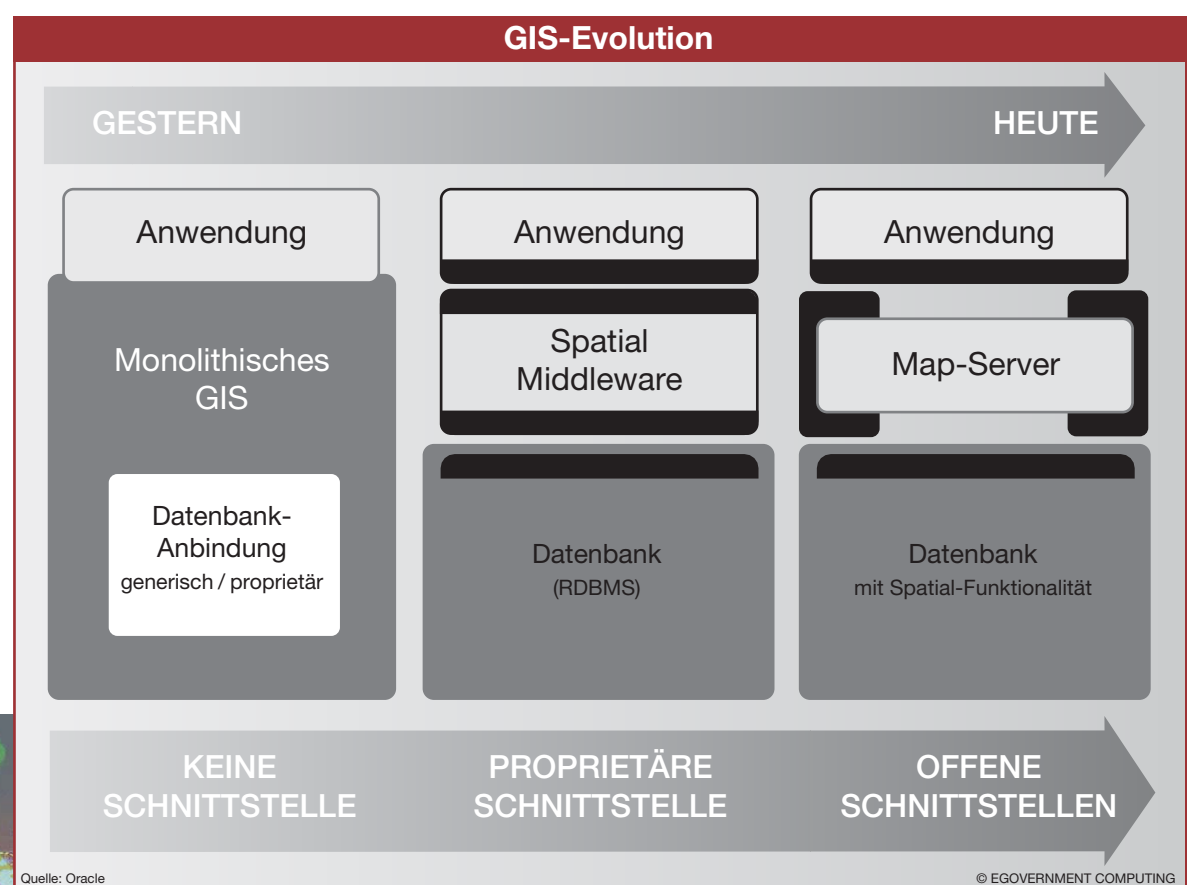 GIS-Evolution
GESTERN
HEUTE
Anwendung
Monolithisches
GIS
Datenbank-
Anbindung
generisch / proprietär
Anwendung
Spatial
Middleware
Datenbank
(RDBMS)
Anwendung
Map-Server
Datenbank
mit Spatial-Funktionalität
KEINE
SCHNITTSTELLE
PROPRIETÄRE
SCHNITTSTELLE
OFFENE
SCHNITTSTELLEN
Quelle: Oracle
© EGOVERNMENT COMPUTING